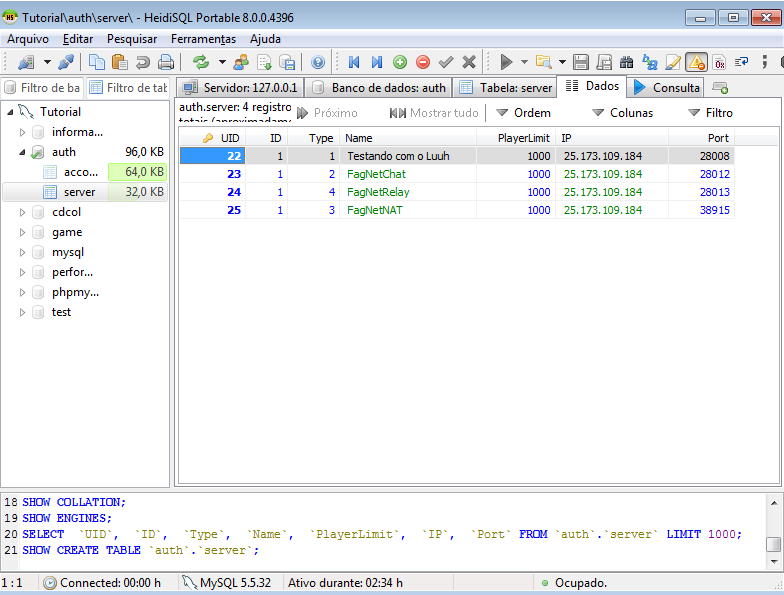 Tutorial\auth\server\ - HeidiSQL Portable 8.0.0.4396
Arquivo Editar Pesquisar Ferramentas Ajuda
Filtro de ba Filtro de tab Servidor: 127.0.0.1 Banco de dados: auth Tabela: server Dados Consulta
auth.server: 4 registro Próximo Mostrar tudo Ordem Colunas Filtro
totais (aproximadame
Tutorial
informa...
auth 96,0 KB
acco... 64,0 KB
server 32,0 KB
cdcol
game
mysql
perfor...
phpmy...
test
UID ID Type Name PlayerLimit IP Port
22 1 1 Testando com o Luuh 1000 25.173.109.184 28008
23 1 2 FagNetChat 1000 25.173.109.184 28012
24 1 4 FagNetRelay 1000 25.173.109.184 28013
25 1 3 FagNetNAT 1000 25.173.109.184 38915
18 SHOW COLLATION;
19 SHOW ENGINES;
20 SELECT `UID`, `ID`, `Type`, `Name`, `PlayerLimit`, `IP`, `Port` FROM `auth`.`server` LIMIT 1000;
21 SHOW CREATE TABLE `auth`.`server`;
1 : 1 Connected: 00:00 h MySQL 5.5.32 Ativo durante: 02:34 h Ocupado.